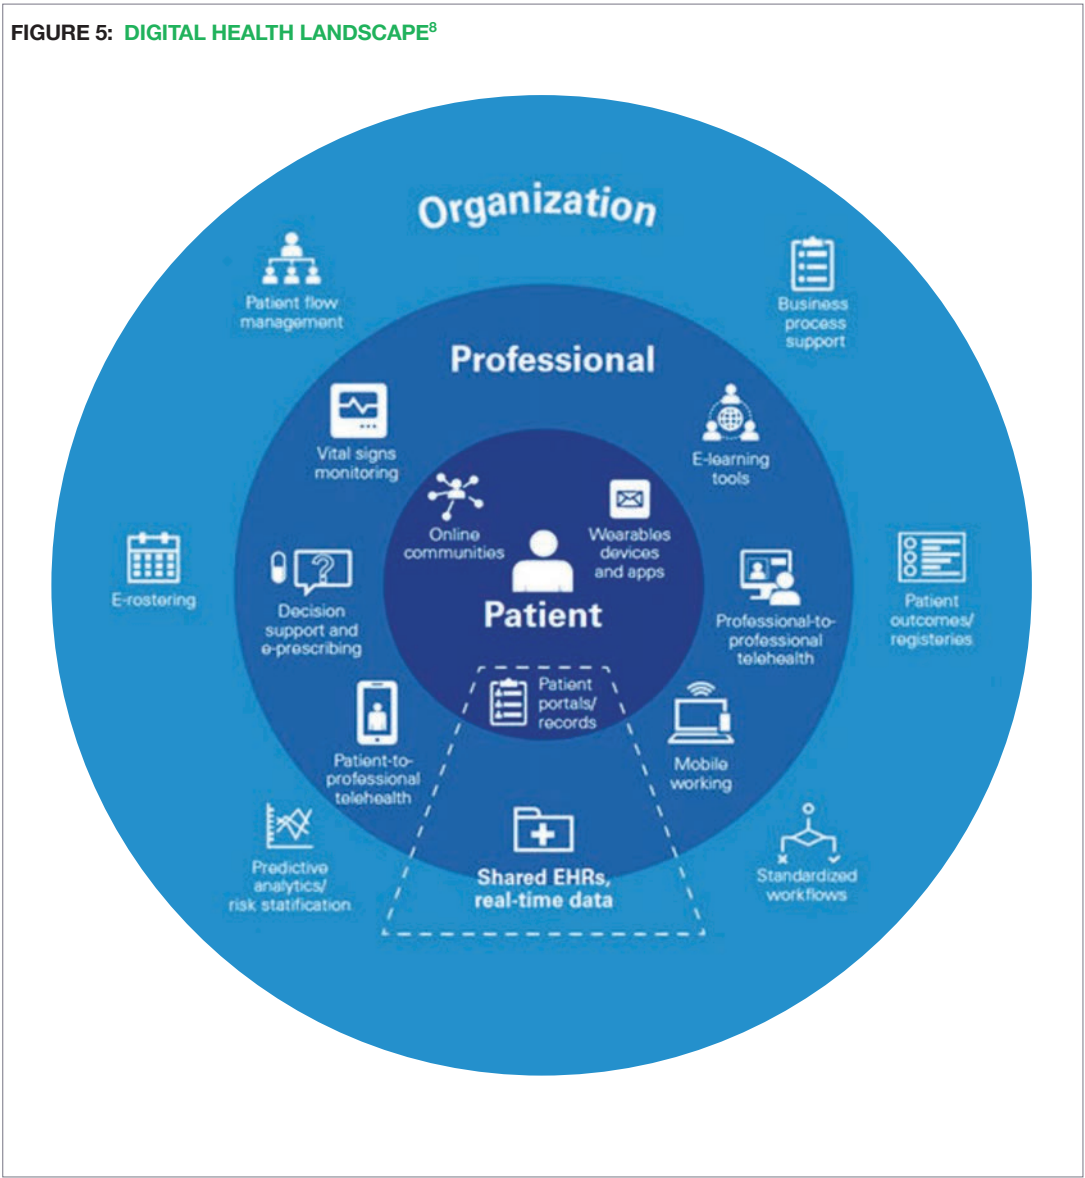 FIGURE 5: DIGITAL HEALTH LANDSCAPE8
Organization
Patient flow
management
Business
process
support
Professional
Vital signs
monitoring
E-learning
tools
Online
communities
Wearables
devices
and apps
Patient
E-rostering
Decision
support and
e-prescribing
Professional-to-
professional
telehealth
Patient
outcomes/
registeries
Patient
portals/
records
Patient-to-
professional
telehealth
Mobile
working
Predictive
analytics/
risk statification
Shared EHRs,
real-time data
Standardized
workflows